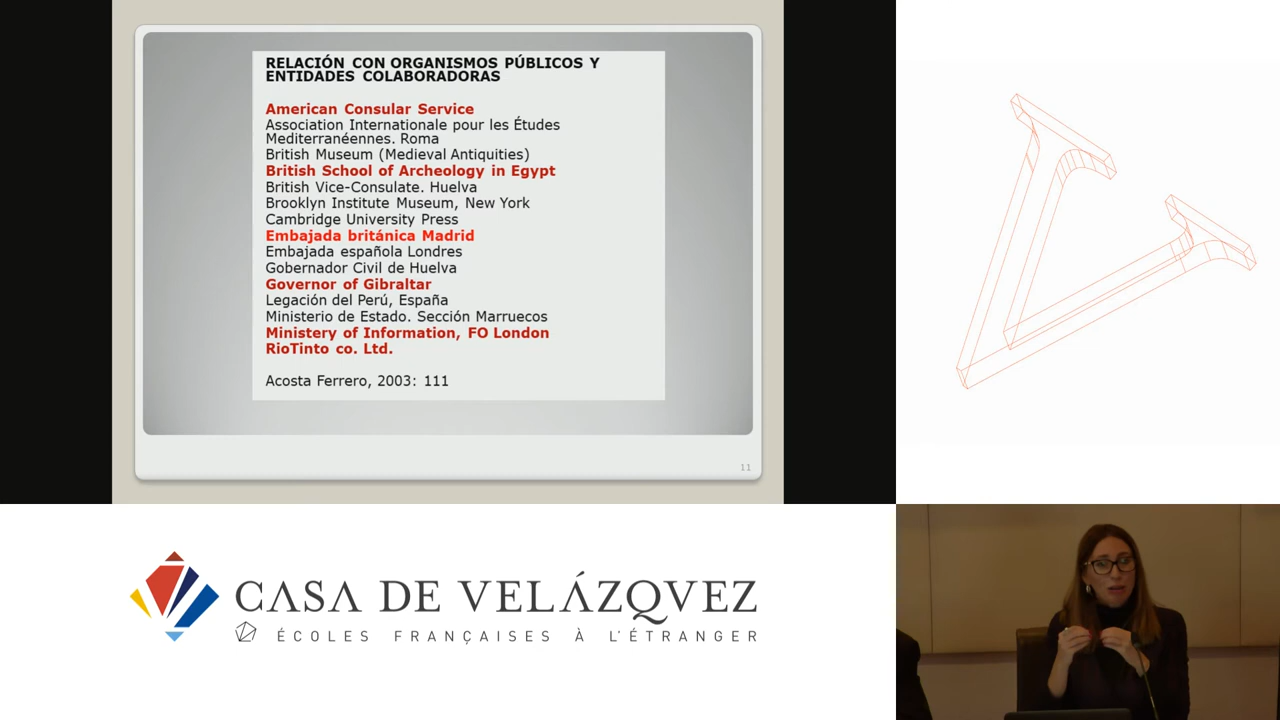 RELACIÓN CON ORGANISMOS PÚBLICOS Y
ENTIDADES COLABORADORAS
American Consular Service
Association Internationale pour les Études
Mediterranéennes. Roma
British Museum (Medieval Antiquities)
British School of Archeology in Egypt
British Vice-Consulate. Huelva
Brooklyn Institute Museum, New York
Cambridge University Press
Embajada británica Madrid
Embajada española Londres
Gobernador Civil de Huelva
Governor of Gibraltar
Legación del Perú, España
Ministerio de Estado. Sección Marruecos
Ministery of Information, FO London
RioTinto co. Ltd.
Acosta Ferrero, 2003: 111
11
CASA DE VELÁZQVEZ
ÉCOLES FRANÇAISES À L'ÉTRANGER